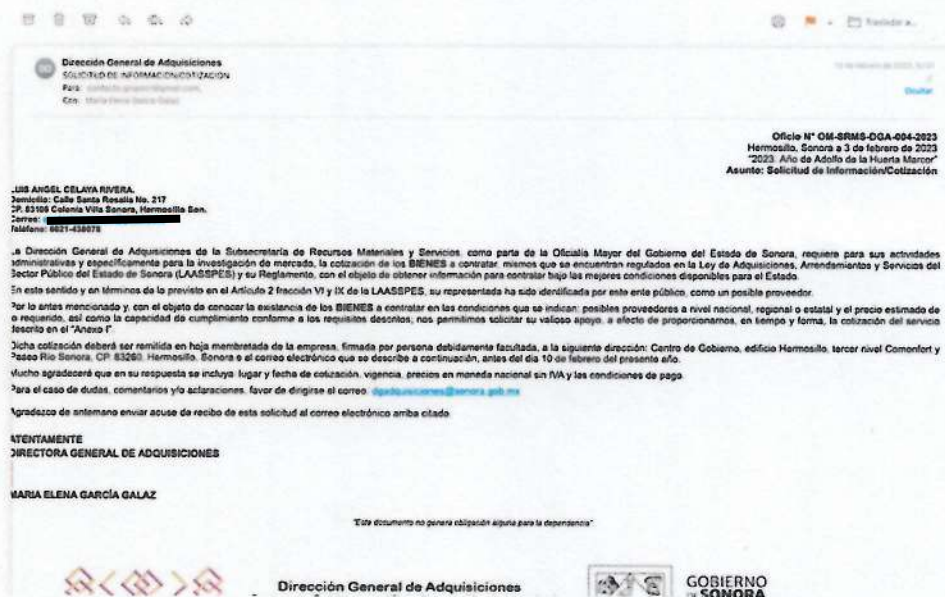 Trasladar a...
Dirección General de Adquisiciones
SOLICITUD DE INFORMACION/COTIZACION
Para:
Cco: Maria Elena Garcia Galaz
Ocultar
Oficio N° OM-SRMS-DGA-004-2023
Hermosillo, Sonora a 3 de febrero de 2023
"2023: Año de Adolfo de la Huerta Marcor"
Asunto: Solicitud de Información/Cotización
LUIS ANGEL CELAYA RIVERA.
Domicilio: Calle Santa Rosalia No. 217
CP. 83106 Colonia Villa Sonora, Hermosillo Son.
Correo:
Teléfono: 6621-438078
La Dirección General de Adquisiciones de la Subsecretaría de Recursos Materiales y Servicios, como parte de la Oficialía Mayor del Gobierno del Estado de Sonora, requiere para sus actividades
administrativas y específicamente para la investigación de mercado, la cotización de los BIENES a contratar, mismos que se encuentran regulados en la Ley de Adquisiciones, Arrendamientos y Servicios del
Sector Público del Estado de Sonora (LAASSPES) y su Reglamento, con el objeto de obtener información para contratar bajo las mejores condiciones disponibles para el Estado.
En este sentido y en términos de lo previsto en el Artículo 2 fracción VI y IX de la LAASSPES, su representada ha sido identificada por este ente público, como un posible proveedor.
Por lo antes mencionado y, con el objeto de conocer la existencia de los BIENES a contratar en las condiciones que se indican: posibles proveedores a nivel nacional, regional o estatal y el precio estimado de
lo requerido, así como la capacidad de cumplimiento conforme a los requisitos descritos; nos permitimos solicitar su valioso apoyo, a efecto de proporcionarnos, en tiempo y forma, la cotización del servicio
descrito en el "Anexo I".
Dicha cotización deberá ser remitida en hoja membretada de la empresa, firmada por persona debidamente facultada, a la siguiente dirección: Centro de Gobierno, edificio Hermosillo, tercer nivel Comonfort y
Paseo Río Sonora, CP. 83260. Hermosillo, Sonora o al correo electrónico que se describe a continuación, antes del día 10 de febrero del presente año.
Mucho agradeceré que en su respuesta se incluya: lugar y fecha de cotización, vigencia, precios en moneda nacional sin IVA y las condiciones de pago.
Para el caso de dudas, comentarios y/o aclaraciones, favor de dirigirse al correo: dgadquisiciones@sonora.gob.mx
Agradezco de antemano enviar acuse de recibo de esta solicitud al correo electrónico arriba citado.
ATENTAMENTE
DIRECTORA GENERAL DE ADQUISICIONES
MARIA ELENA GARCÍA GALAZ
"Este documento no genera obligación alguna para la dependencia"
Dirección General de Adquisiciones
GOBIERNO
DE SONORA